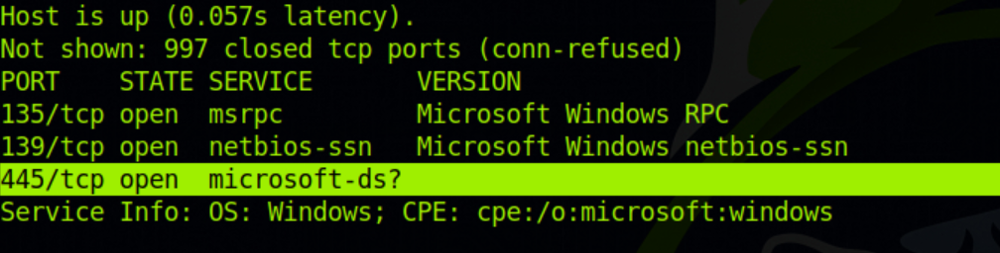 Host is up (0.057s latency).
Not shown: 997 closed tcp ports (conn-refused)
PORT    STATE SERVICE       VERSION
135/tcp open  msrpc         Microsoft Windows RPC
139/tcp open  netbios-ssn   Microsoft Windows netbios-ssn
445/tcp open  microsoft-ds?
Service Info: OS: Windows; CPE: cpe:/o:microsoft:windows